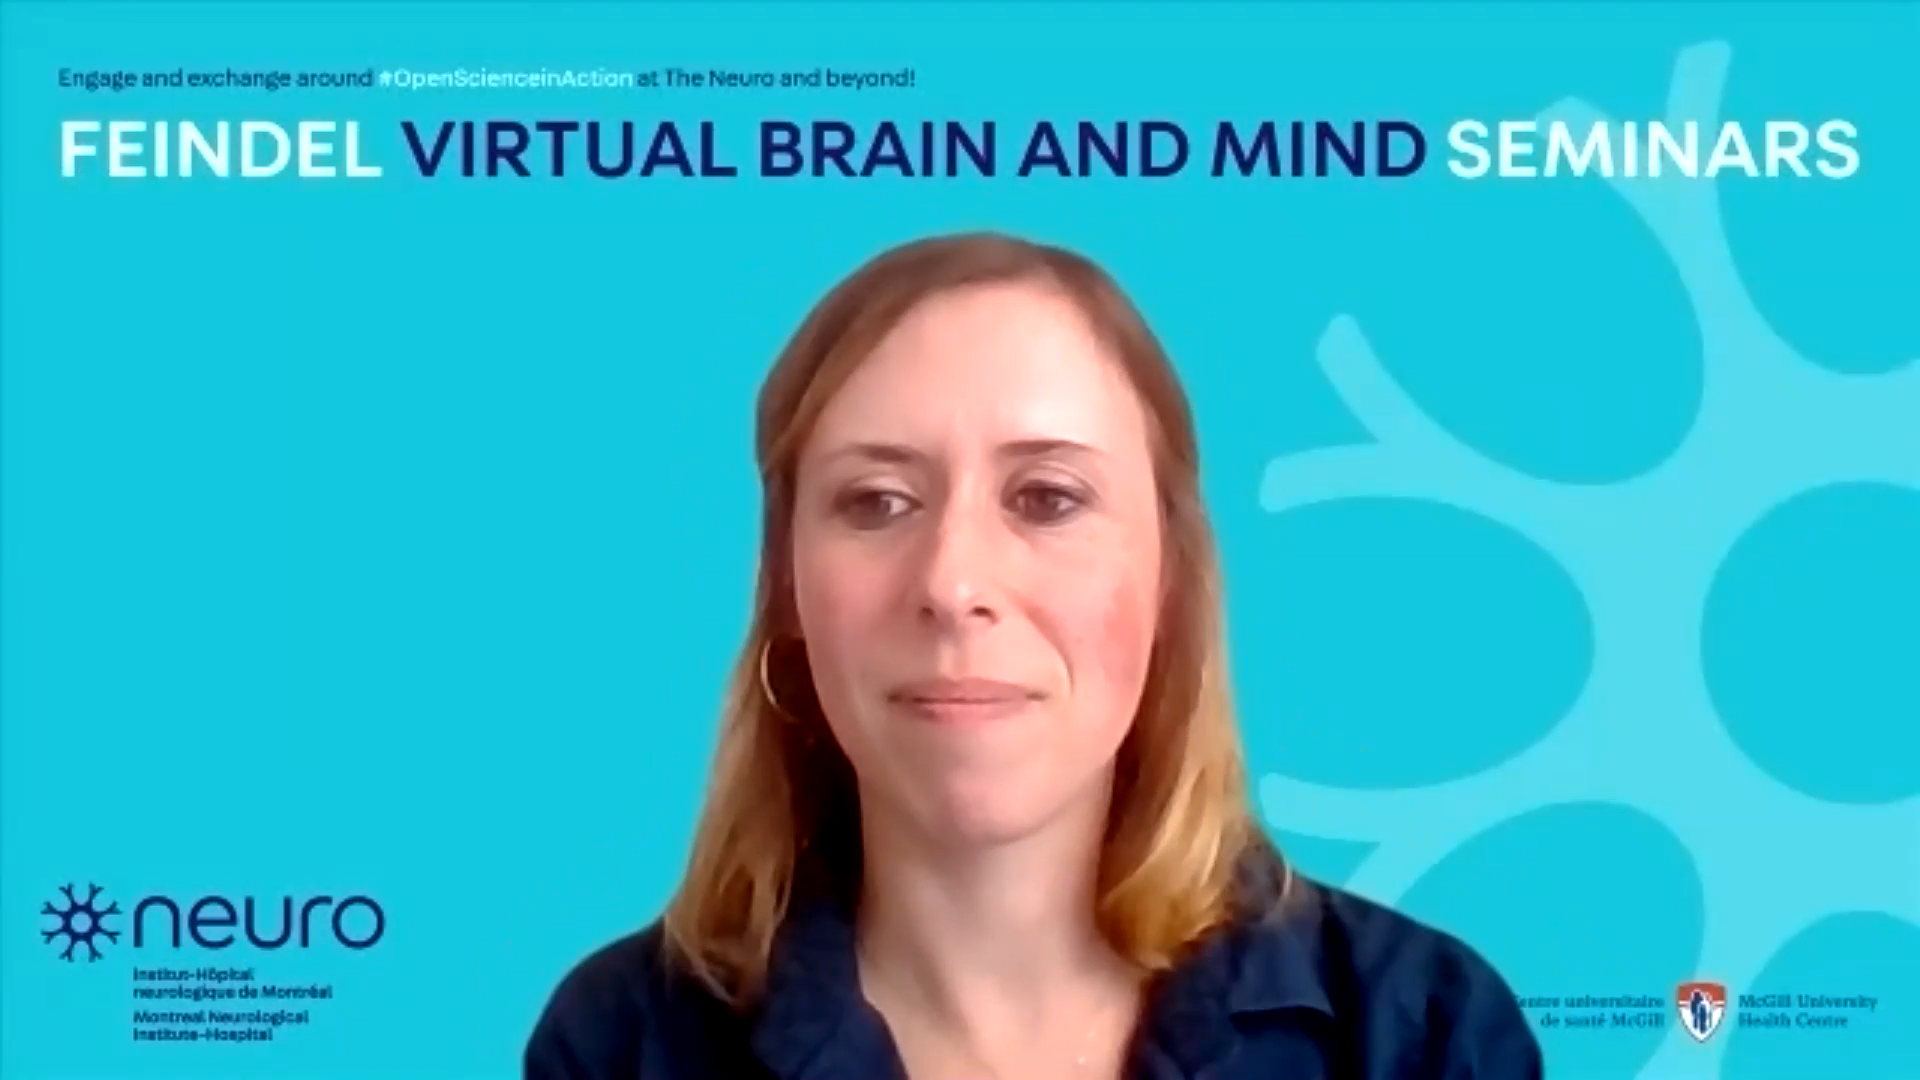 Engage and exchange around #OpenScienceinAction at The Neuro and beyond!
FEINDEL VIRTUAL BRAIN AND MIND SEMINARS
neuro
Institut-Hôpital
neurologique de Montréal
Montreal Neurological
Institute-Hospital
Centre universitaire
de santé McGill
McGill University
Health Centre